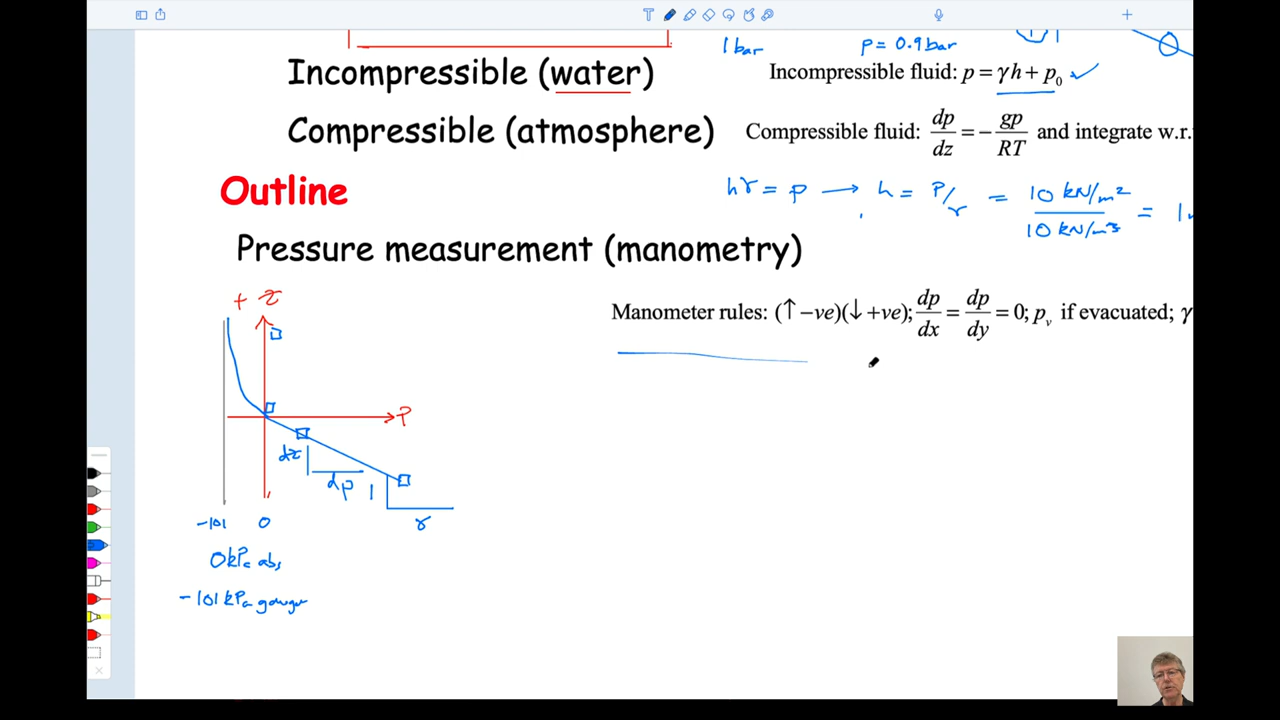 1 bar
p = 0.9 bar
Incompressible (water)
Incompressible fluid: p = γh + p₀ ✓
Compressible (atmosphere)
Compressible fluid: dp/dz = − gp/RT and integrate w.r.
Outline
hγ = p → h = P/γ = 10 kN/m² / 10 kN/m³ = 1
Pressure measurement (manometry)
+ z
Manometer rules: (↑ −ve)(↓ +ve); dp/dx = dp/dy = 0; pᵥ if evacuated; γ
P
dz
dp
1
γ
-101
0
0 kPa abs
-101 kPa gauge